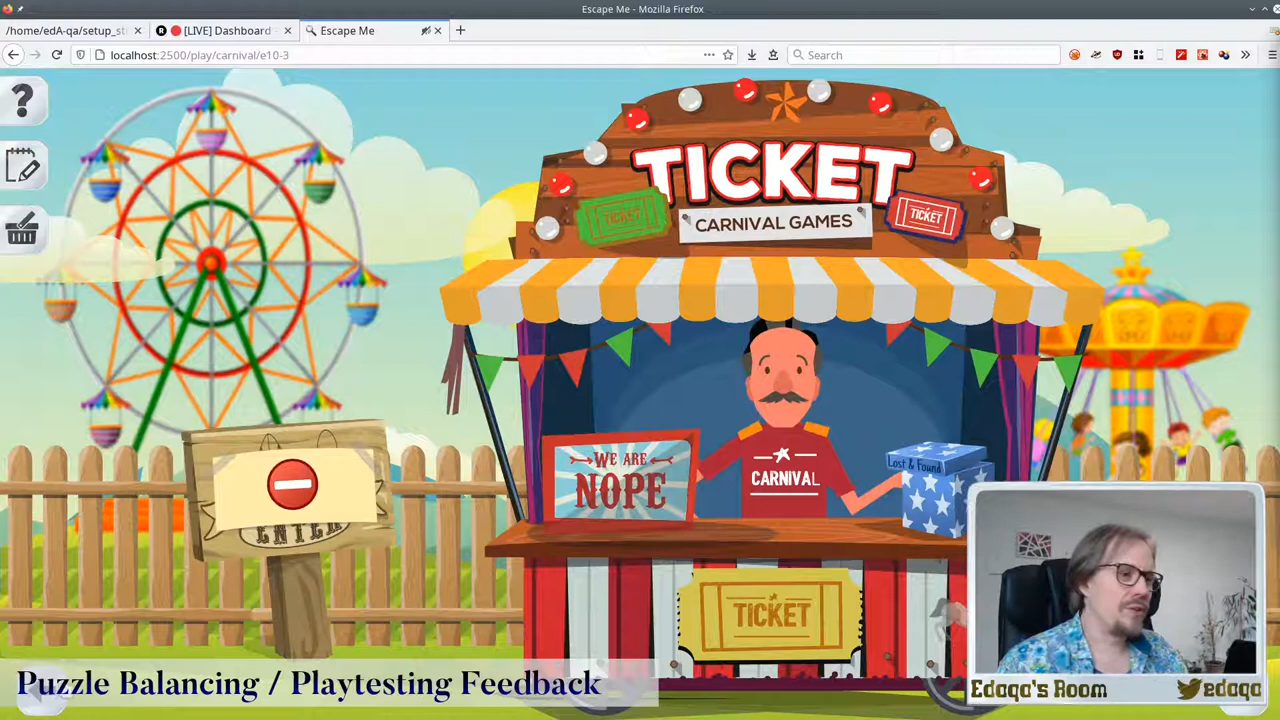 Escape Me - Mozilla Firefox
/home/edA-qa/setup_st
[LIVE] Dashboard
Escape Me
localhost:2500/play/carnival/e10-3
Search
TICKET
TICKET
TICKET
CARNIVAL GAMES
WE ARE
NOPE
CARNIVAL
Lost & Found
ENTER
TICKET
Puzzle Balancing / Playtesting Feedback
Edaqa's Room
edaqa